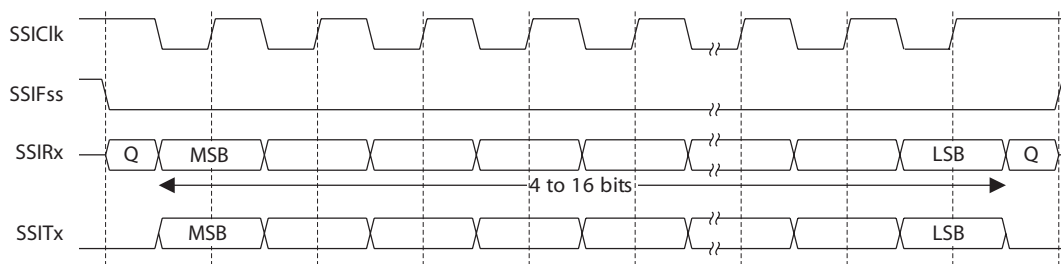 SSIClk
SSIFss
SSIRx Q MSB LSB Q
4 to 16 bits
SSITx MSB LSB